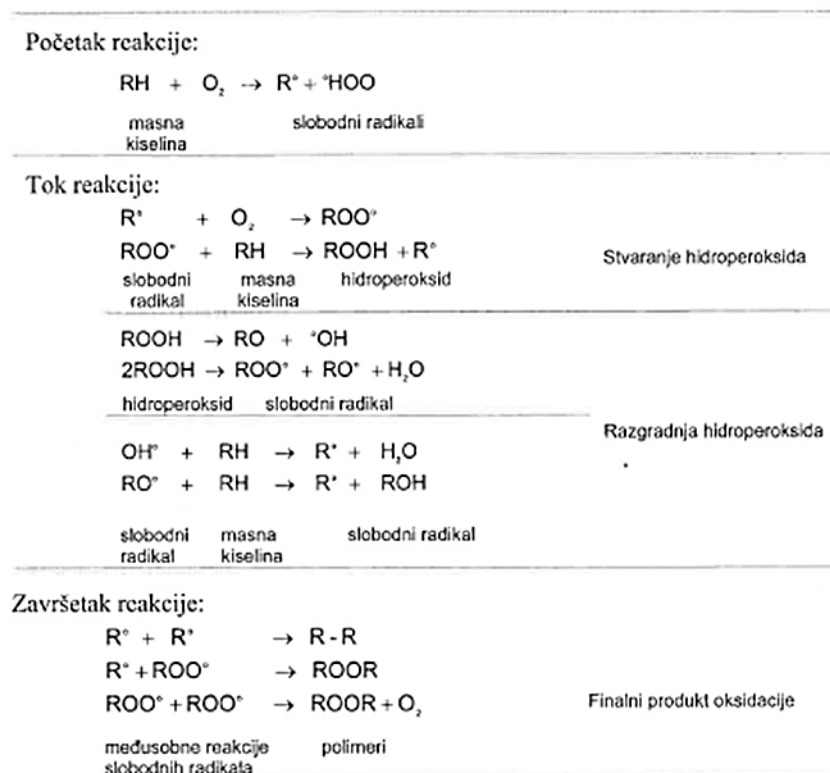 Početak reakcije:
RH + O₂ → R° + °HOO
masna slobodni radikali
kiselina
Tok reakcije:
R° + O₂ → ROO°
ROO° + RH → ROOH + R°
Stvaranje hidroperoksida
slobodni masna hidroperoksid
radikal kiselina
ROOH → RO + °OH
2ROOH → ROO° + RO° + H₂O
hidroperoksid slobodni radikal
Razgradnja hidroperoksida
OH° + RH → R° + H₂O
RO° + RH → R° + ROH
slobodni masna slobodni radikal
radikal kiselina
Završetak reakcije:
R° + R° → R - R
R° + ROO° → ROOR
ROO° + ROO° → ROOR + O₂
Finalni produkt oksidacije
međusobne reakcije polimeri
slobodnih radikala